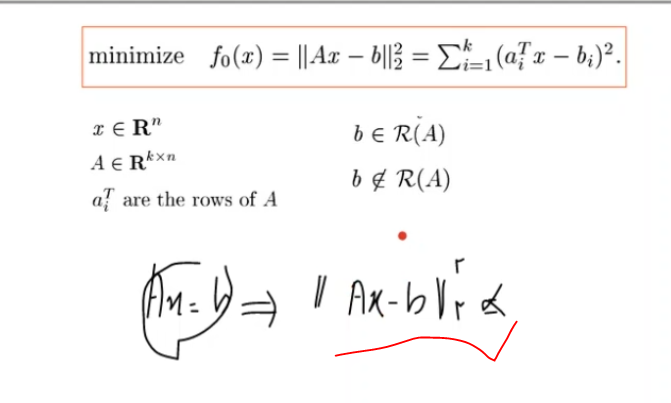 minimize f₀(x) = ||Ax − b||₂² = ∑ᵢ₌₁ᵏ (aᵢᵀx − bᵢ)².
x ∈ Rⁿ
b ∈ ℛ(A)
A ∈ Rᵏˣⁿ
b ∉ ℛ(A)
aᵢᵀ are the rows of A
Ax = b ⇒ ||Ax − b||